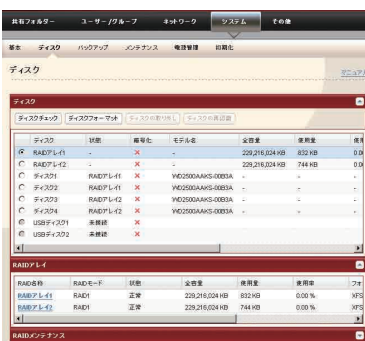 共有フォルダー ユーザー/グループ ネットワーク システム その他
基本 ディスク バックアップ メンテナンス 電源管理 初期化
ディスク マニュアル
ディスク
ディスクチェック ディスクフォーマット ディスクの取り外し ディスクの再認識
ディスク 状態 暗号化 モデル名 全容量 使用量
RAIDアレイ1 - × - 229,216,024 KB 832 KB 0.0
RAIDアレイ2 - × - 229,216,024 KB 744 KB 0.0
ディスク1 RAIDアレイ1 × WD2500AAKS-00B3A - - -
ディスク2 RAIDアレイ1 × WD2500AAKS-00B3A - - -
ディスク3 RAIDアレイ2 × WD2500AAKS-00B3A - - -
ディスク4 RAIDアレイ2 × WD2500AAKS-00B3A - - -
USBディスク1 未接続
USBディスク2 未接続
RAIDアレイ
RAID名称 RAIDモード 状態 全容量 使用量 使用率 フォ
RAIDアレイ1 RAID1 正常 229,216,024 KB 832 KB 0.00 % XFS
RAIDアレイ2 RAID1 正常 229,216,024 KB 744 KB 0.00 % XFS
RAIDメンテナンス